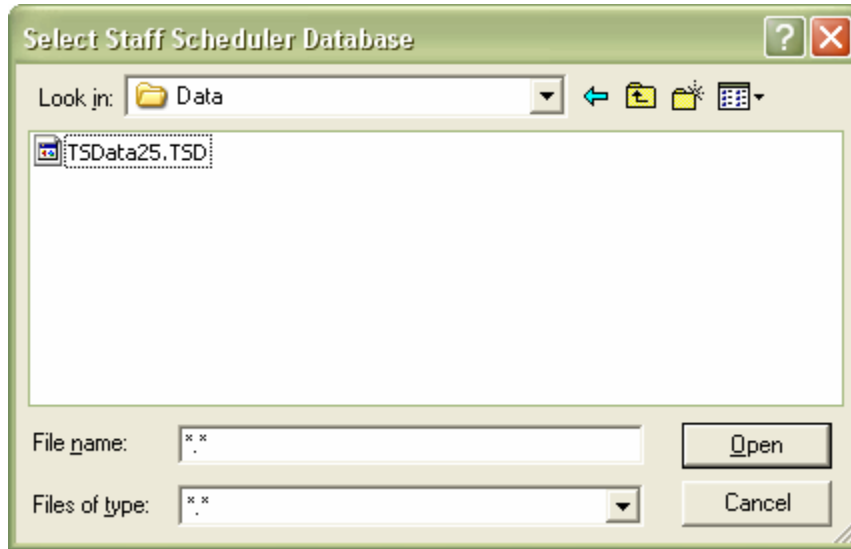 Select Staff Scheduler Database
Look in: Data
TSData25.TSD
File name: *.* Open
Files of type: *.* Cancel